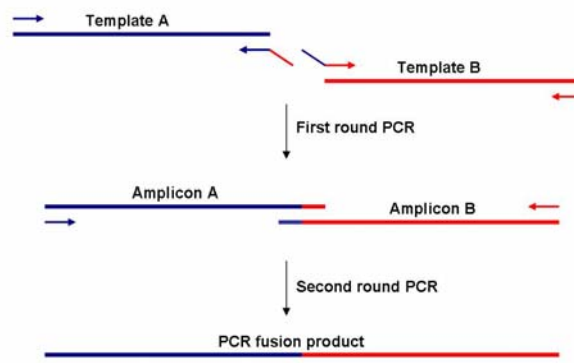 Template A
Template B
First round PCR
Amplicon A
Amplicon B
Second round PCR
PCR fusion product